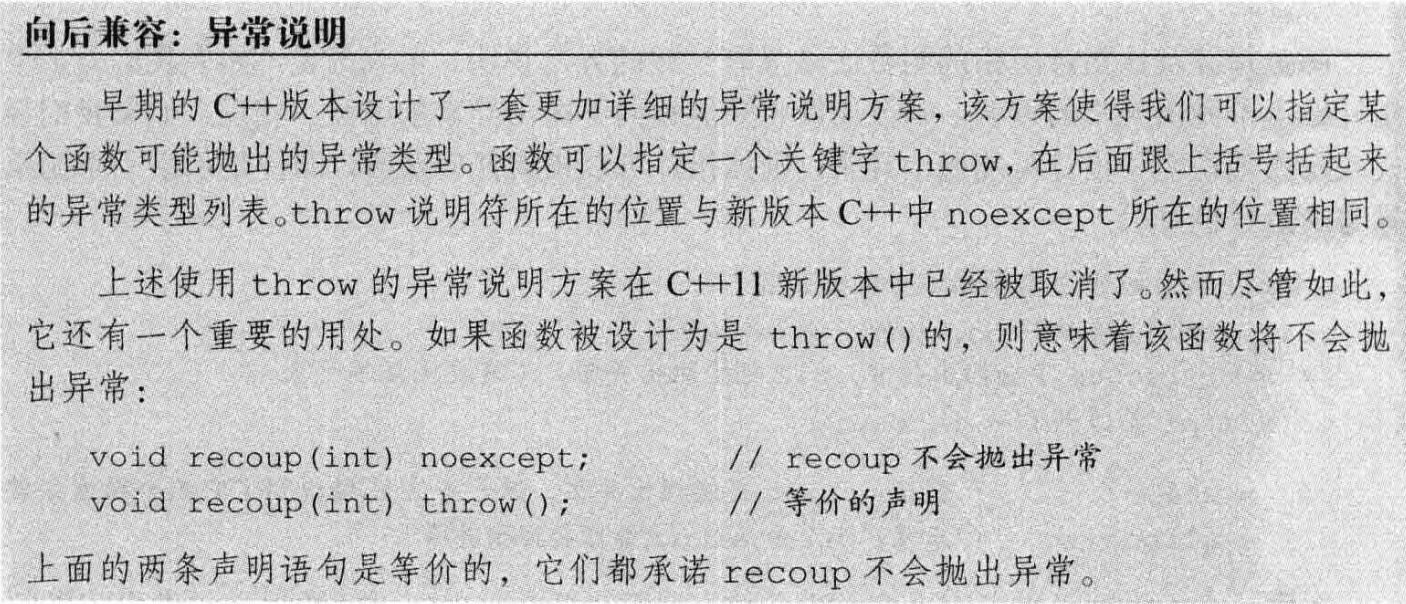 向后兼容：异常说明
早期的 C++版本设计了一套更加详细的异常说明方案，该方案使得我们可以指定某
个函数可能抛出的异常类型。函数可以指定一个关键字 throw，在后面跟上括号括起来
的异常类型列表。throw 说明符所在的位置与新版本 C++中 noexcept 所在的位置相同。
上述使用 throw 的异常说明方案在 C++11 新版本中已经被取消了。然而尽管如此，
它还有一个重要的用处。如果函数被设计为是 throw()的，则意味着该函数将不会抛
出异常：
void recoup(int) noexcept; // recoup 不会抛出异常
void recoup(int) throw(); // 等价的声明
上面的两条声明语句是等价的，它们都承诺 recoup 不会抛出异常。